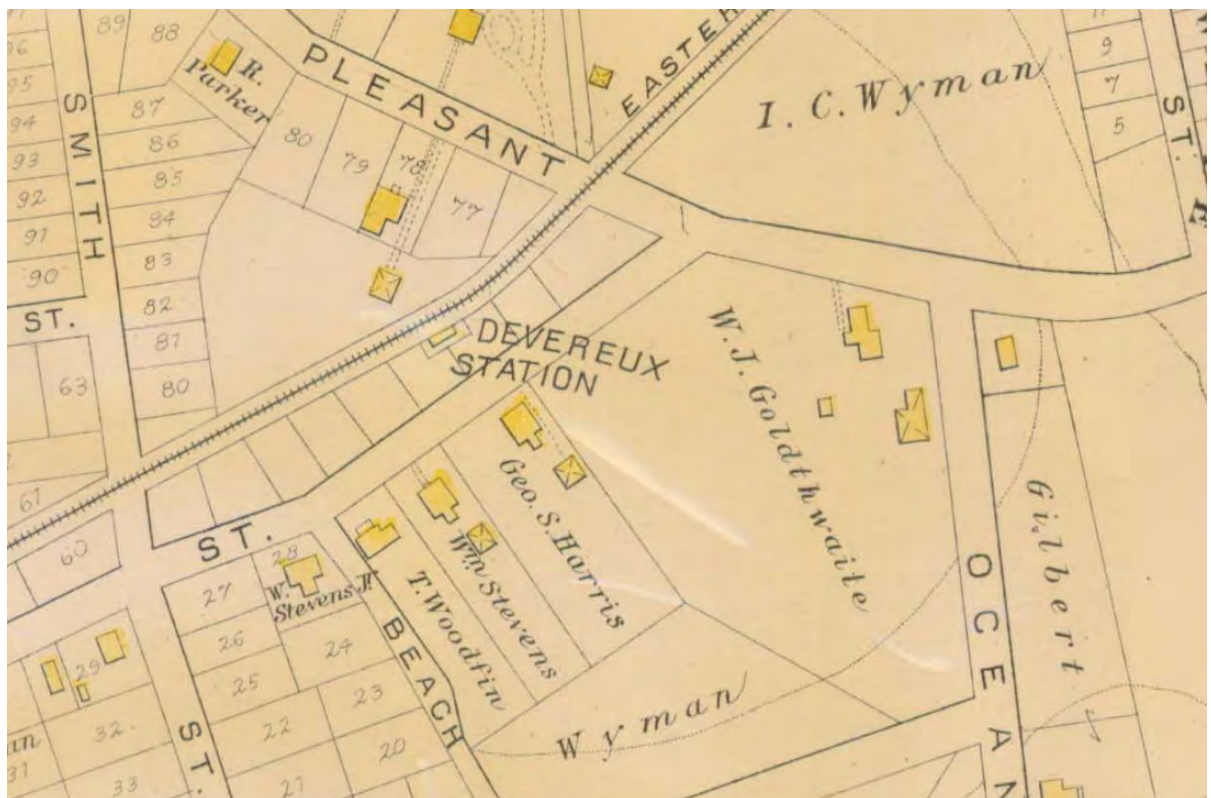 89
88
R.
Parker
PLEASANT
EASTER
I. C. Wyman
11
9
7
5
ST.
E
96
95
94
93
92
91
90
SMITH
87
86
85
84
83
82
81
80
80
79
78
77
ST.
63
61
60
DEVEREUX
STATION
W. J. Goldthwaite
Geo. S. Harris
Wm Stevens
T. Woodfin
ST.
28
27
W.
Stevens Jr
26
25
24
23
22
20
21
BEACH
29
32
31
33
ST.
Wyman
OCEAN
Gilbert